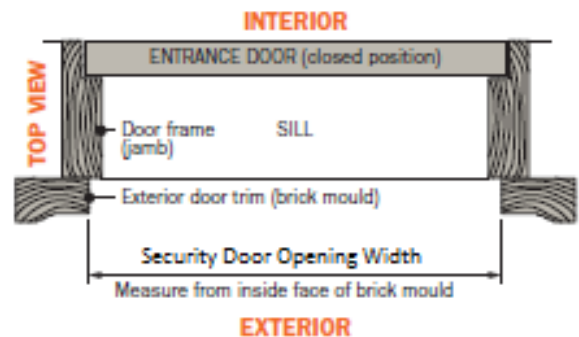 INTERIOR
ENTRANCE DOOR (closed position)
TOP VIEW
Door frame
(jamb)
SILL
Exterior door trim (brick mould)
Security Door Opening Width
Measure from inside face of brick mould
EXTERIOR